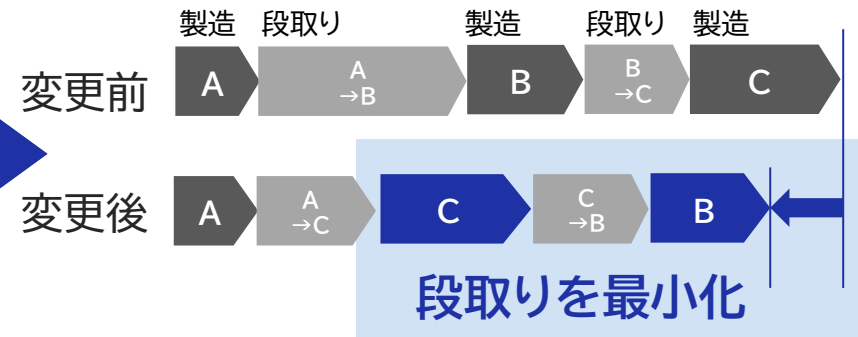 製造 段取り 製造 段取り 製造
変更前 A A→B B B→C C
変更後 A A→C C C→B B
段取りを最小化